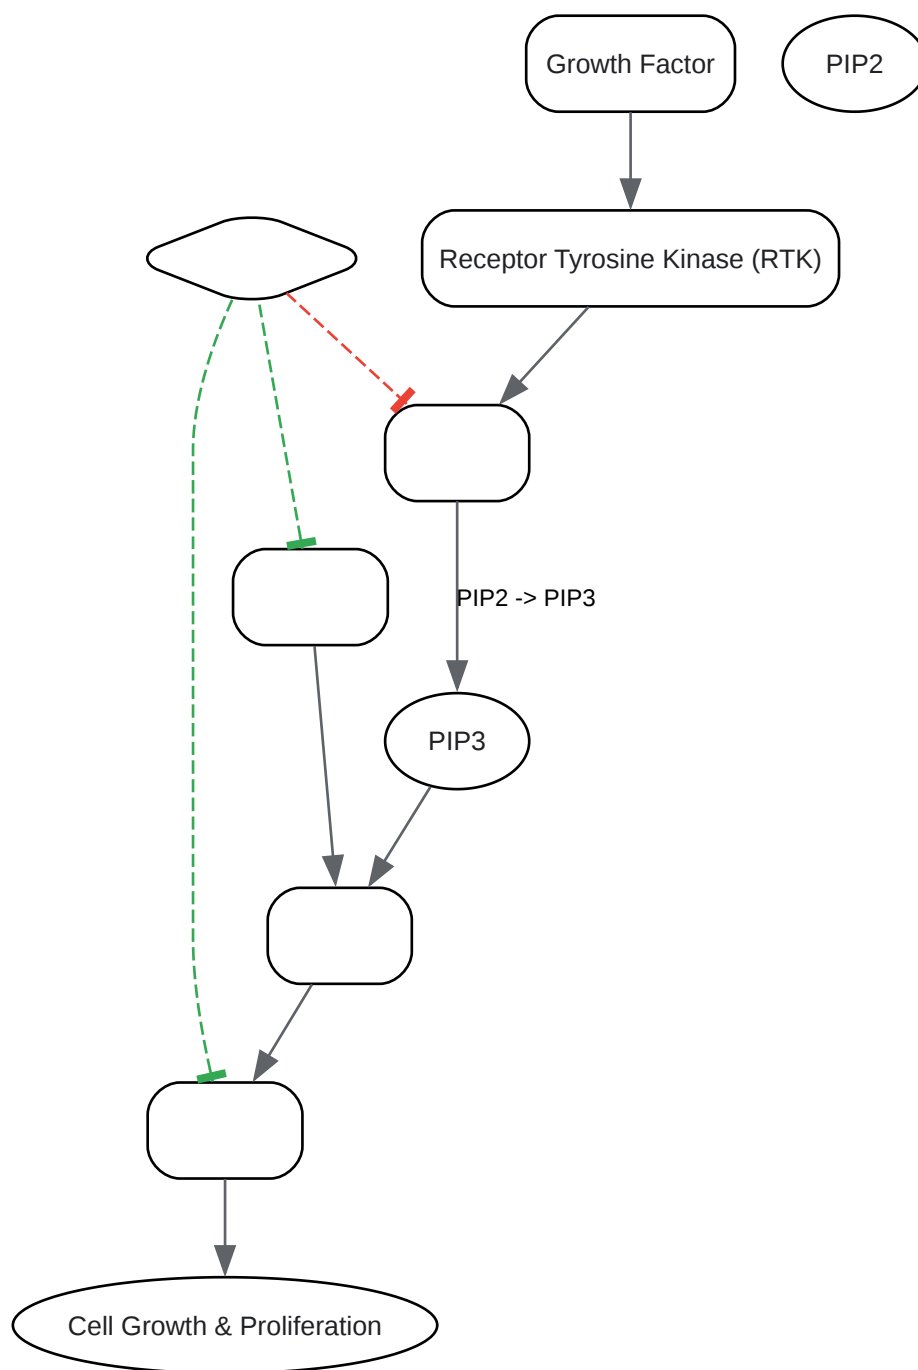 Growth Factor
PIP2
Receptor Tyrosine Kinase (RTK)
PIP2 -> PIP3
PIP3
Cell Growth & Proliferation